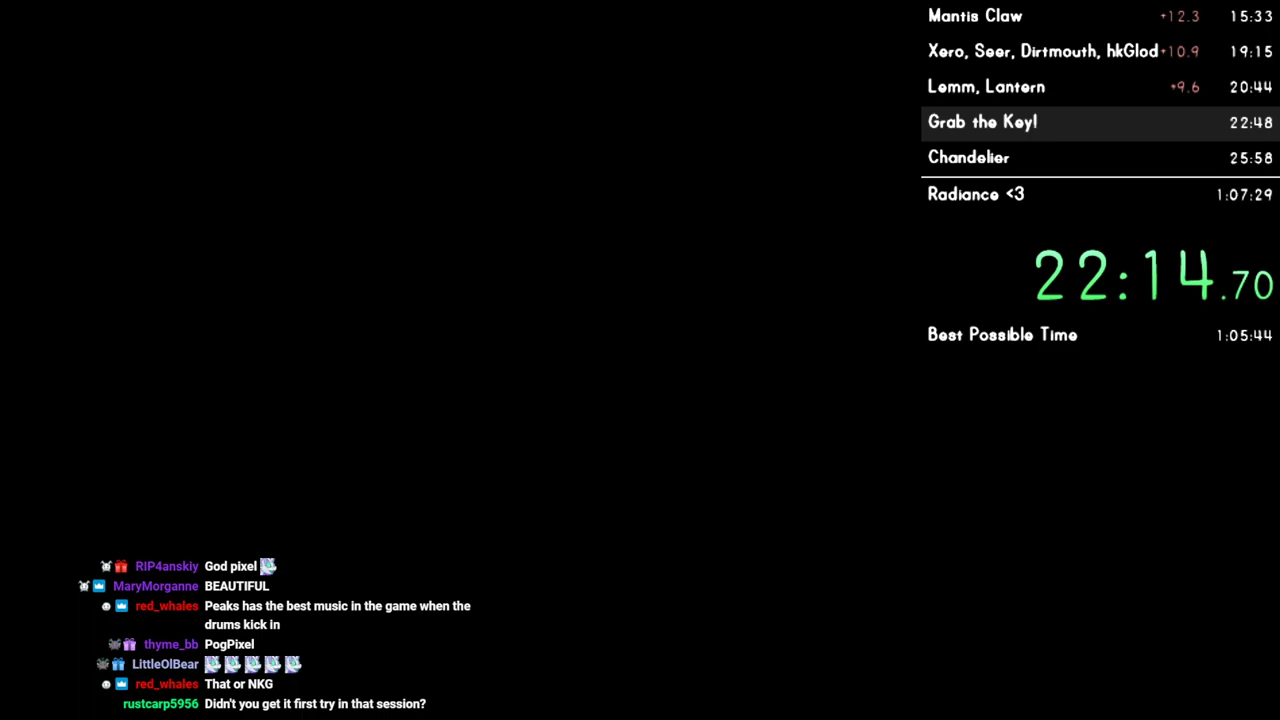 Mantis Claw +12.3 15:33
Xero, Seer, Dirtmouth, hkGlod +10.9 19:15
Lemm, Lantern +9.6 20:44
Grab the Key! 22:48
Chandelier 25:58
Radiance <3 1:07:29
22:14.70
Best Possible Time 1:05:44
RIP4anskiy God pixel
MaryMorganne BEAUTIFUL
red_whales Peaks has the best music in the game when the
drums kick in
thyme_bb PogPixel
LittleOlBear
red_whales That or NKG
rustcarp5956 Didn't you get it first try in that session?